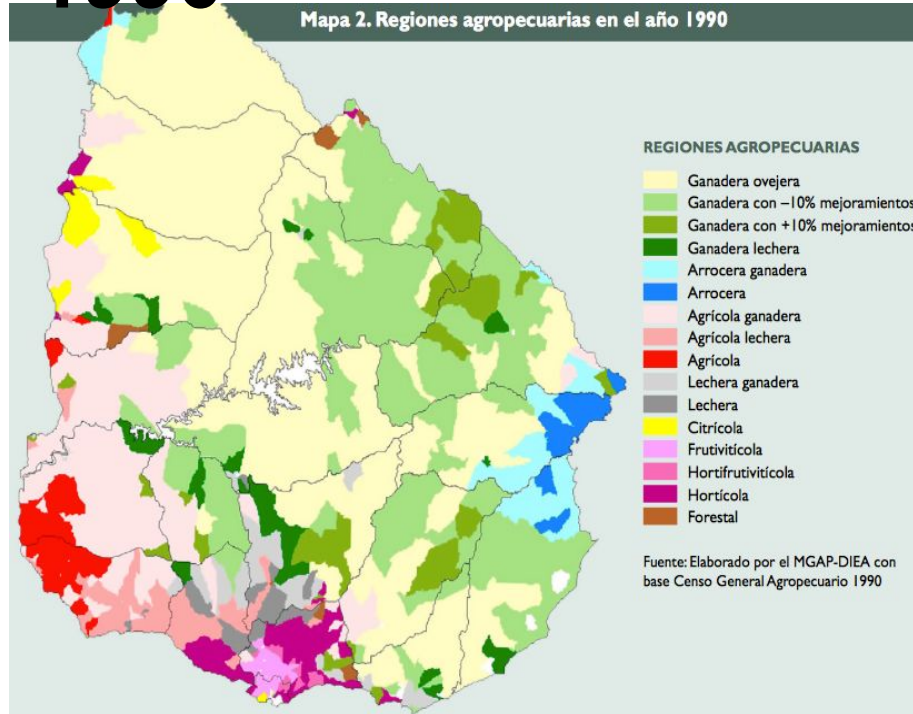 Mapa 2. Regiones agropecuarias en el año 1990
REGIONES AGROPECUARIAS
Ganadera ovejera
Ganadera con –10% mejoramientos
Ganadera con +10% mejoramientos
Ganadera lechera
Arrocera ganadera
Arrocera
Agrícola ganadera
Agrícola lechera
Agrícola
Lechera ganadera
Lechera
Citrícola
Frutivitícola
Hortifrutivitícola
Hortícola
Forestal
Fuente: Elaborado por el MGAP-DIEA con
base Censo General Agropecuario 1990